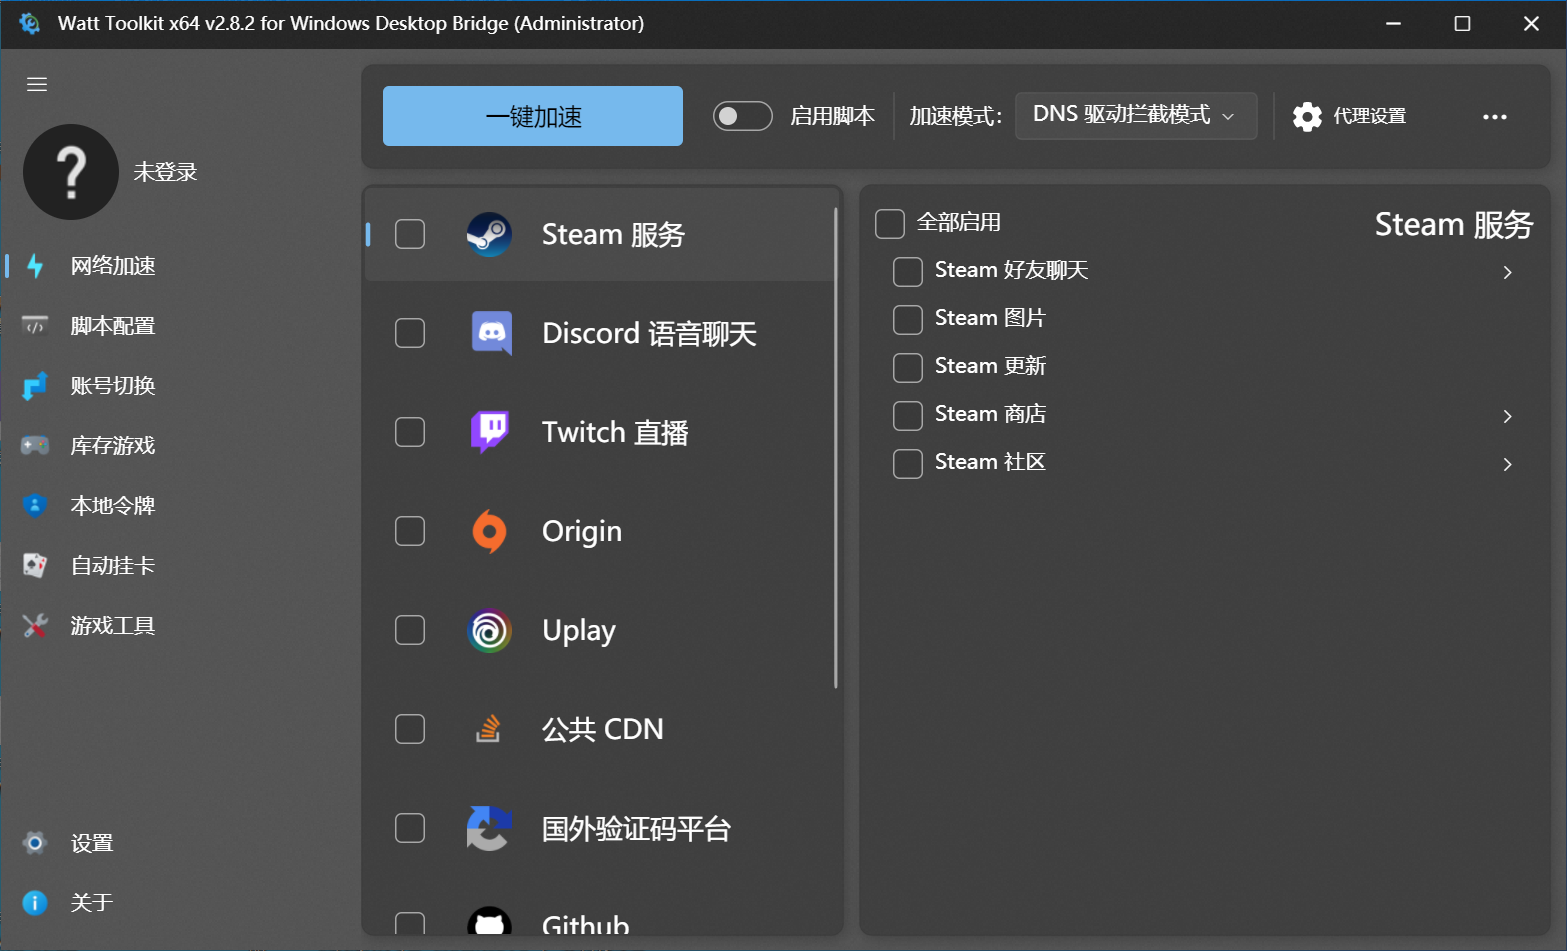 Watt Toolkit x64 v2.8.2 for Windows Desktop Bridge (Administrator)
未登录
网络加速
脚本配置
账号切换
库存游戏
本地令牌
自动挂卡
游戏工具
设置
关于
一键加速
启用脚本
加速模式：
DNS 驱动拦截模式
代理设置
Steam 服务
Discord 语音聊天
Twitch 直播
Origin
Uplay
公共 CDN
国外验证码平台
Github
全部启用
Steam 服务
Steam 好友聊天
Steam 图片
Steam 更新
Steam 商店
Steam 社区